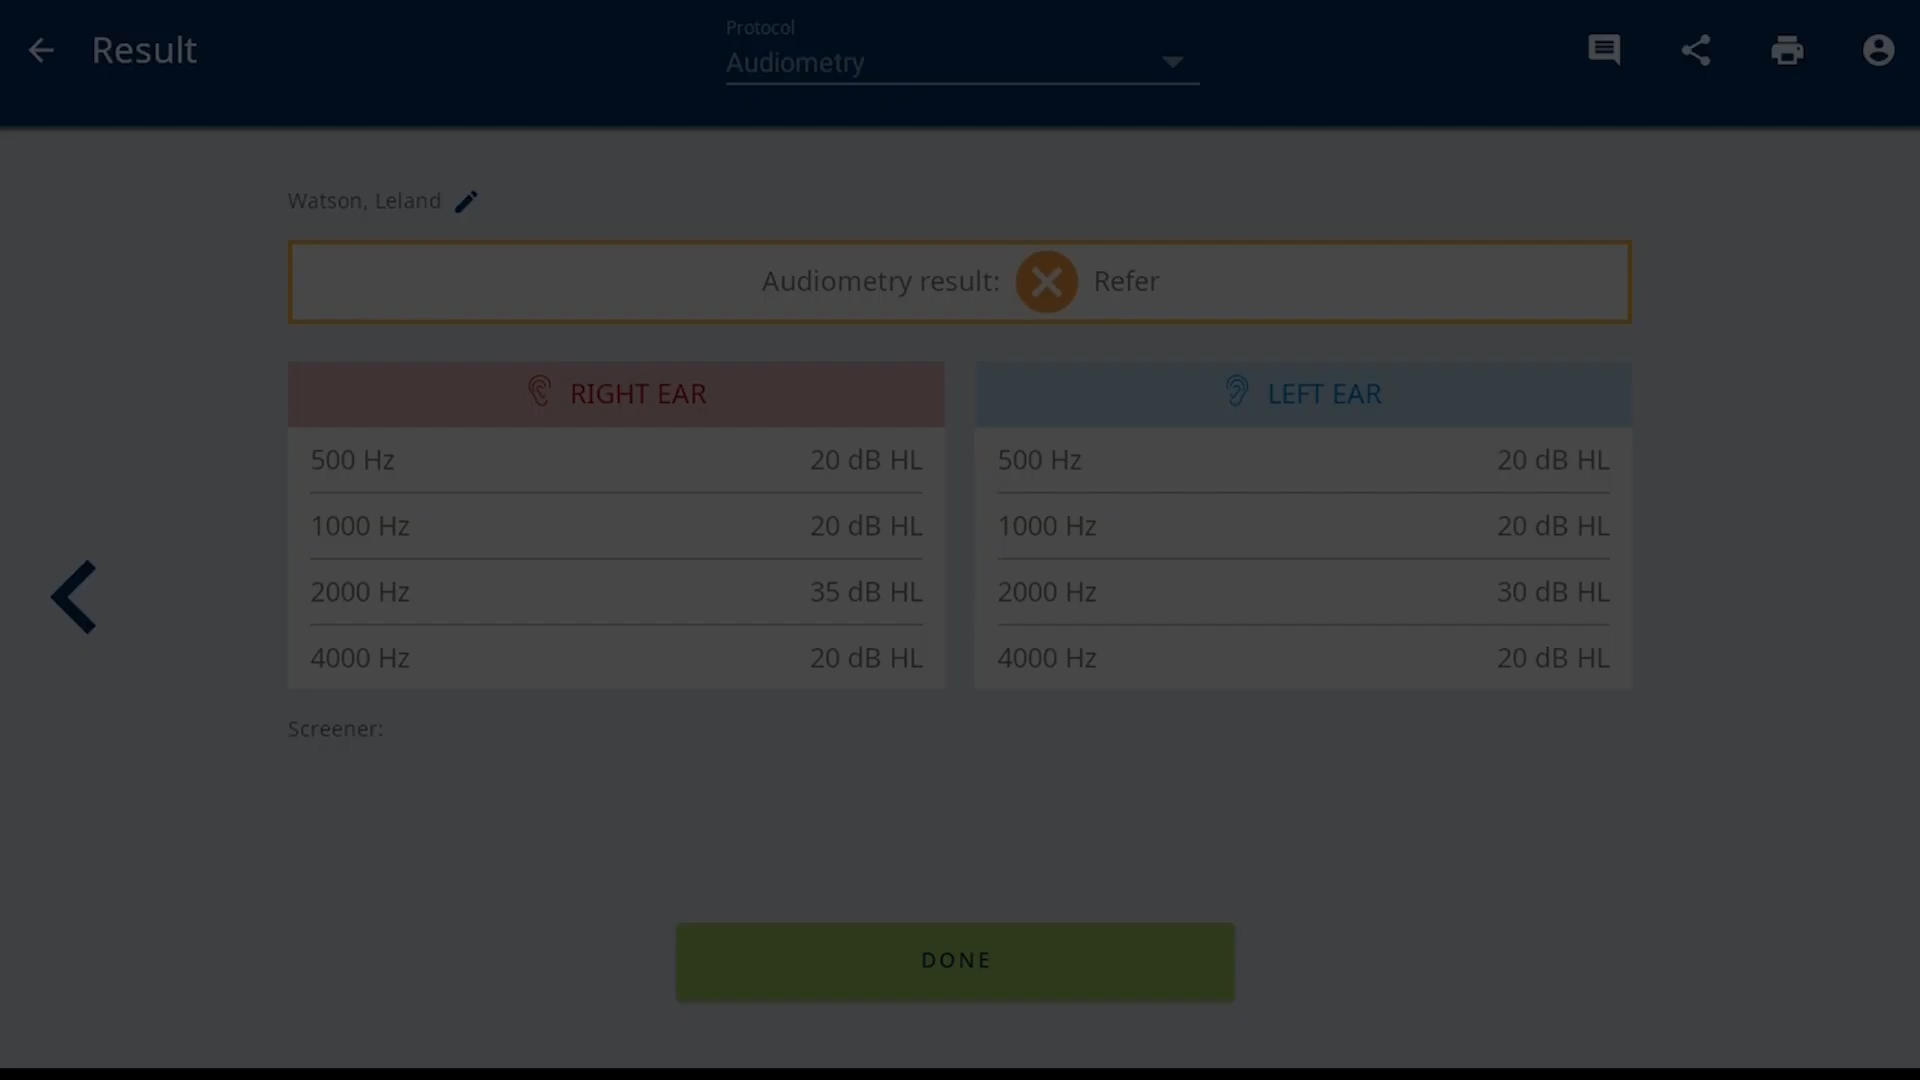 Result
Protocol
Audiometry
Watson, Leland
Audiometry result: Refer
RIGHT EAR
500 Hz 20 dB HL
1000 Hz 20 dB HL
2000 Hz 35 dB HL
4000 Hz 20 dB HL
LEFT EAR
500 Hz 20 dB HL
1000 Hz 20 dB HL
2000 Hz 30 dB HL
4000 Hz 20 dB HL
Screener:
DONE